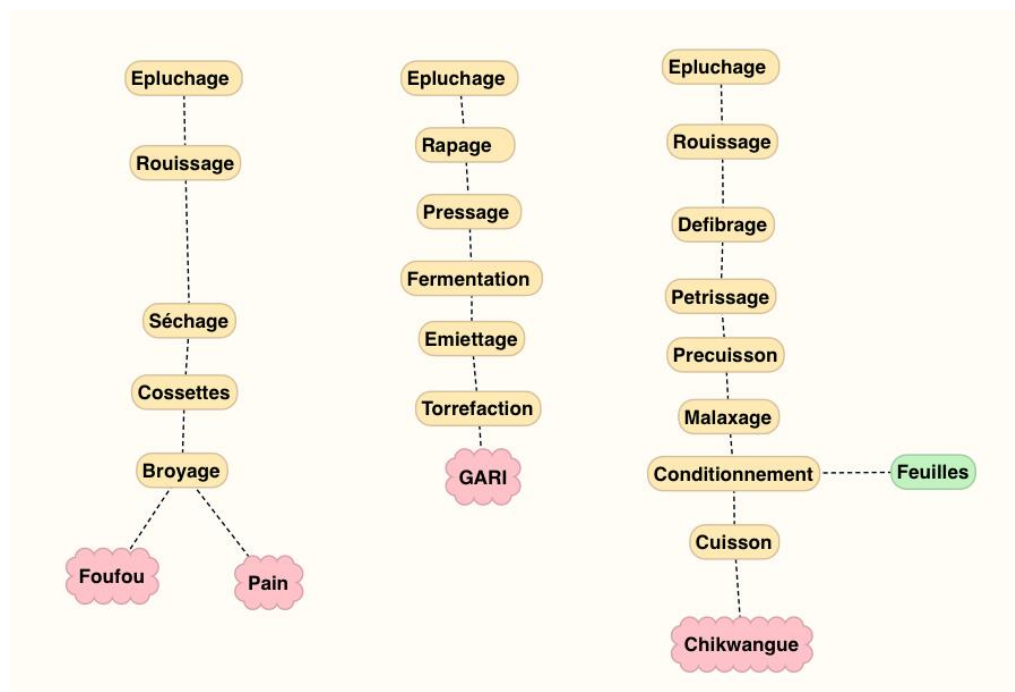 Epluchage
Rouissage
Séchage
Cossettes
Broyage
Foufou
Pain
Epluchage
Rapage
Pressage
Fermentation
Emiettage
Torrefaction
GARI
Epluchage
Rouissage
Defibrage
Petrissage
Precuisson
Malaxage
Conditionnement
Feuilles
Cuisson
Chikwangue